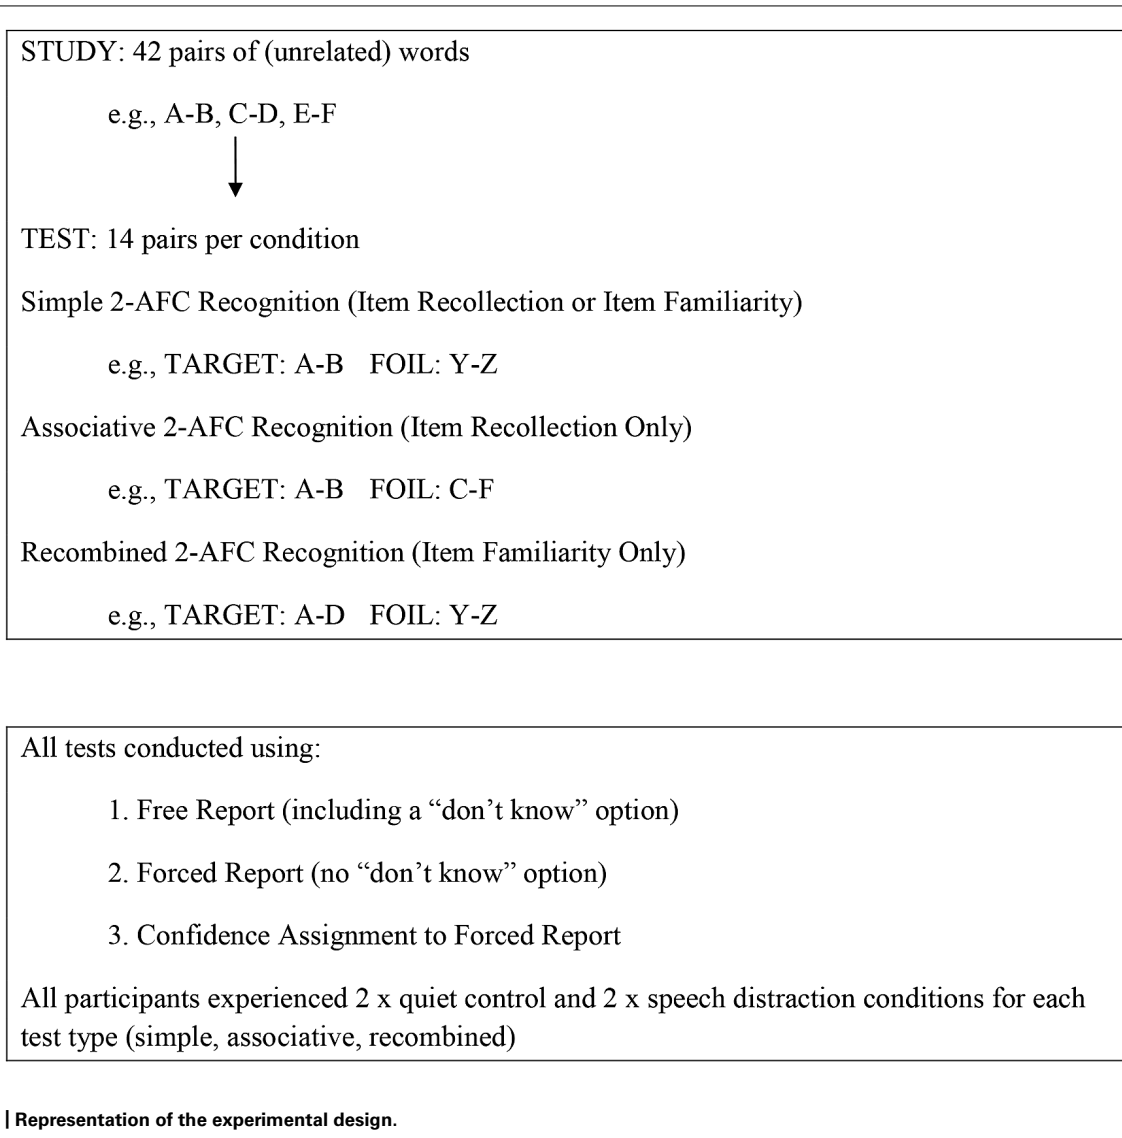 STUDY: 42 pairs of (unrelated) words
e.g., A-B, C-D, E-F
TEST: 14 pairs per condition
Simple 2-AFC Recognition (Item Recollection or Item Familiarity)
e.g., TARGET: A-B FOIL: Y-Z
Associative 2-AFC Recognition (Item Recollection Only)
e.g., TARGET: A-B FOIL: C-F
Recombined 2-AFC Recognition (Item Familiarity Only)
e.g., TARGET: A-D FOIL: Y-Z
All tests conducted using:
1. Free Report (including a “don’t know” option)
2. Forced Report (no “don’t know” option)
3. Confidence Assignment to Forced Report
All participants experienced 2 x quiet control and 2 x speech distraction conditions for each
test type (simple, associative, recombined)
| Representation of the experimental design.